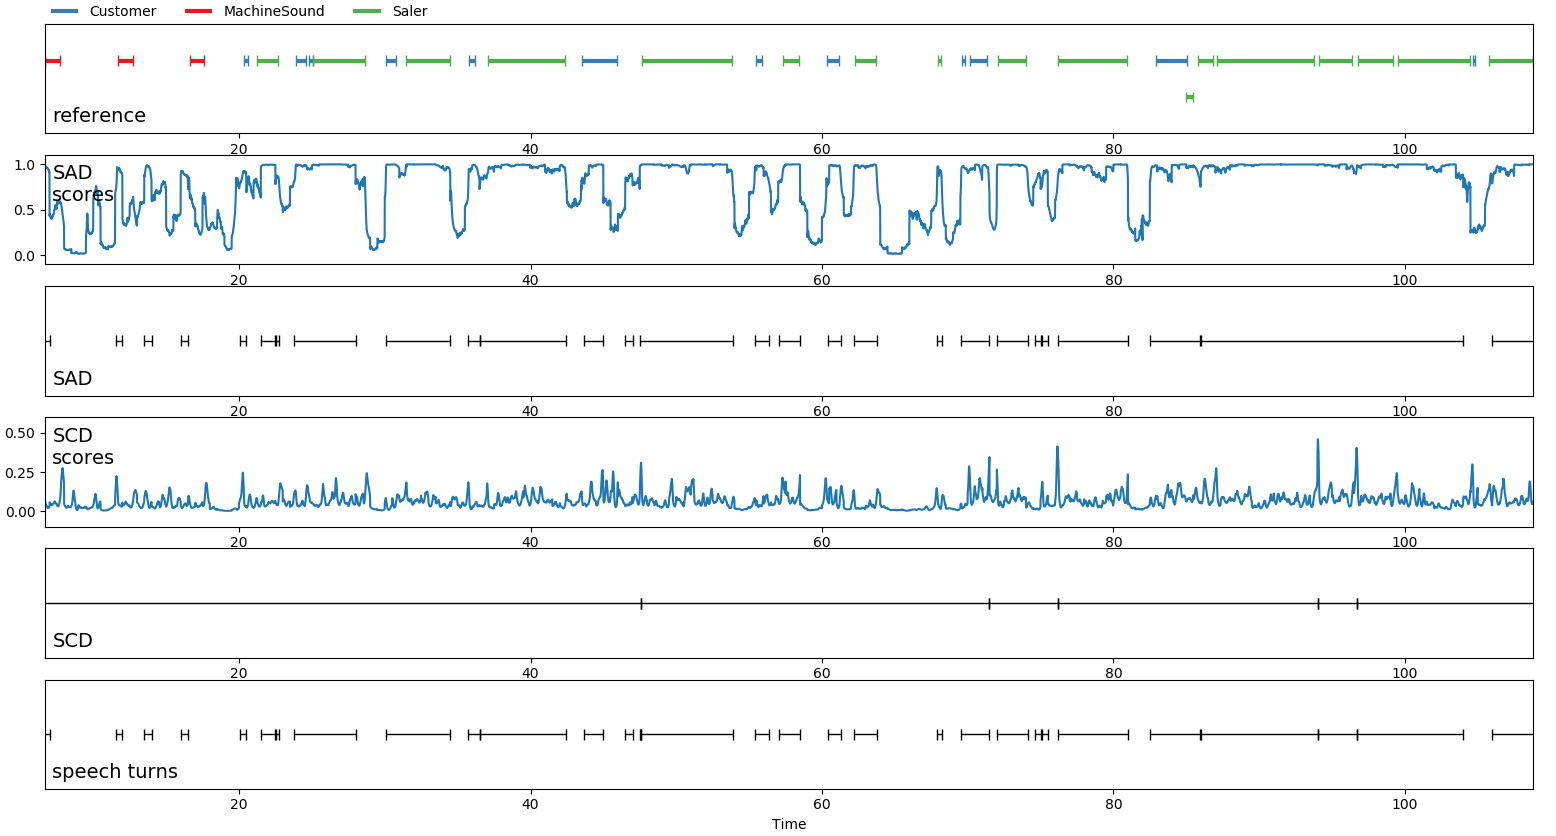 Customer MachineSound Saler
reference
20 40 60 80 100
1.0
SAD
scores
0.5
0.0
20 40 60 80 100
SAD
20 40 60 80 100
0.50
SCD
scores
0.25
0.00
20 40 60 80 100
SCD
20 40 60 80 100
speech turns
20 40 60 80 100
Time